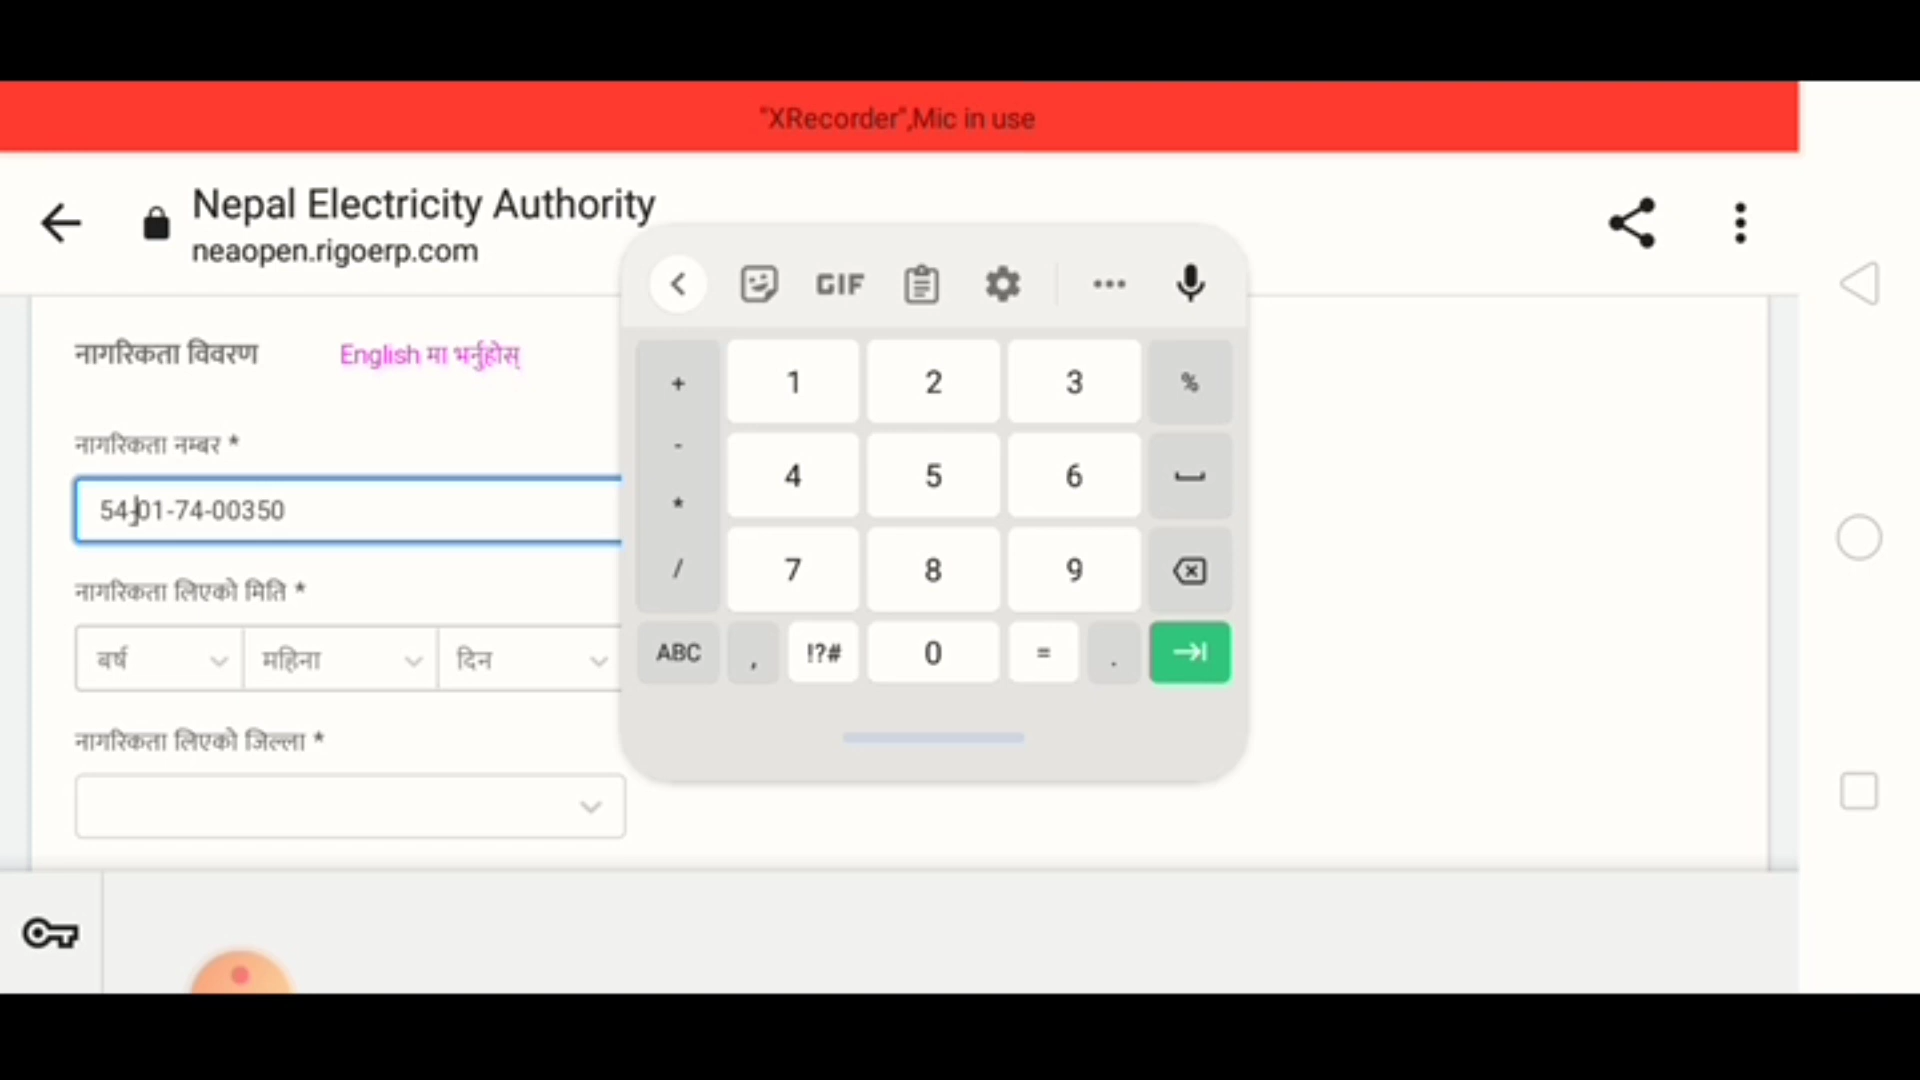 "XRecorder",Mic in use
Nepal Electricity Authority
neaopen.rigoerp.com
GIF
नागरिकता विवरण English मा भर्नुहोस्
+ 1 2 3 %
नागरिकता नम्बर *
- 4 5 6
54-01-74-00350
*
/ 7 8 9
नागरिकता लिएको मिति *
बर्ष महिना दिन
ABC , !?# 0 = .
नागरिकता लिएको जिल्ला *